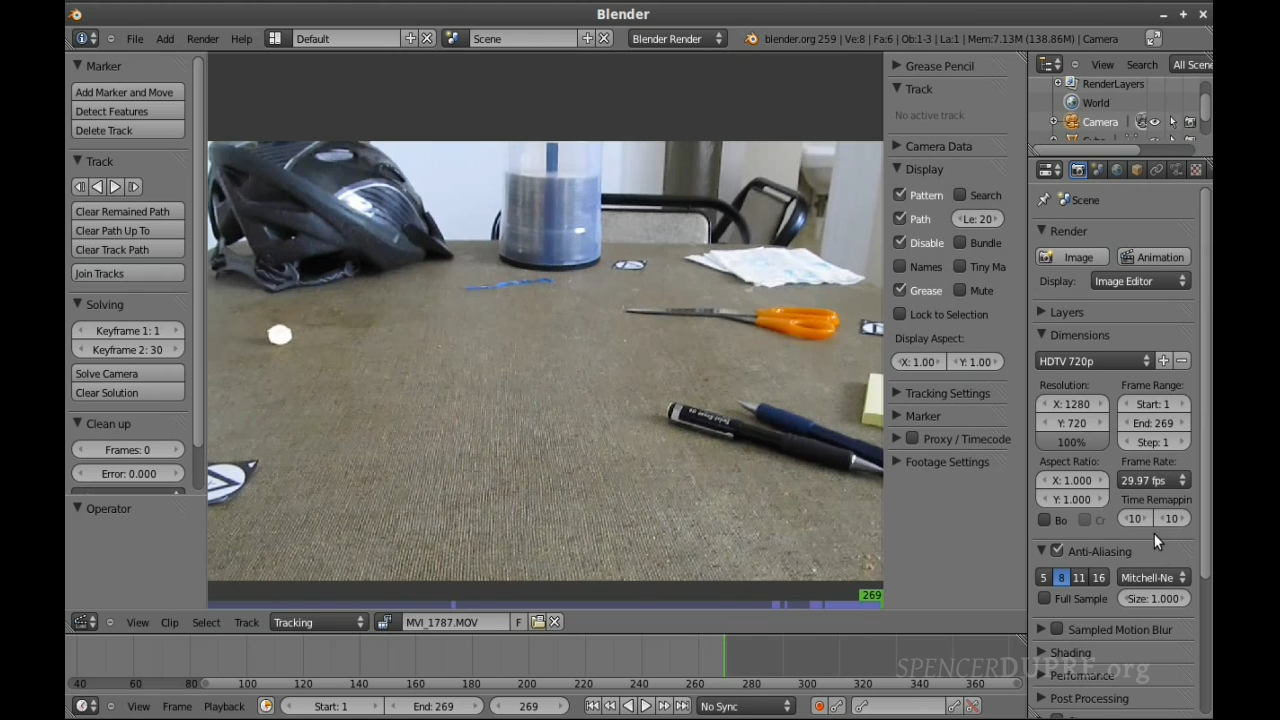 Blender
File Add Render Help Default Scene Blender Render blender.org 259 | Ve:8 | Fa:6 | Ob:1-3 | La:1 | Mem:7.13M (138.86M) | Camera
Marker
Add Marker and Move
Detect Features
Delete Track
Track
Clear Remained Path
Clear Path Up To
Clear Track Path
Join Tracks
Solving
Keyframe 1: 1
Keyframe 2: 30
Solve Camera
Clear Solution
Clean up
Frames: 0
Error: 0.000
Operator
Grease Pencil
Track
No active track
Camera Data
Display
Pattern Search
Path Le: 20
Disable Bundle
Names Tiny Ma
Grease Mute
Lock to Selection
Display Aspect:
X: 1.00 Y: 1.00
Tracking Settings
Marker
Proxy / Timecode
Footage Settings
View Search All Scene
RenderLayers
World
Camera
Scene
Render
Image Animation
Display: Image Editor
Layers
Dimensions
HDTV 720p
Resolution: Frame Range:
X: 1280 Start: 1
Y: 720 End: 269
100% Step: 1
Aspect Ratio: Frame Rate:
X: 1.000 29.97 fps
Y: 1.000 Time Remappin
Bo Cr 10 10
Anti-Aliasing
5 8 11 16 Mitchell-Ne
Full Sample Size: 1.000
Sampled Motion Blur
Shading
Performance
Post Processing
269
View Clip Select Track Tracking MVI_1787.MOV F
40 60 80 100 120 140 160 180 200 220 240 260 280 300 320 340 360
View Frame Playback Start: 1 End: 269 269 No Sync
SPENCERDUPRE.org